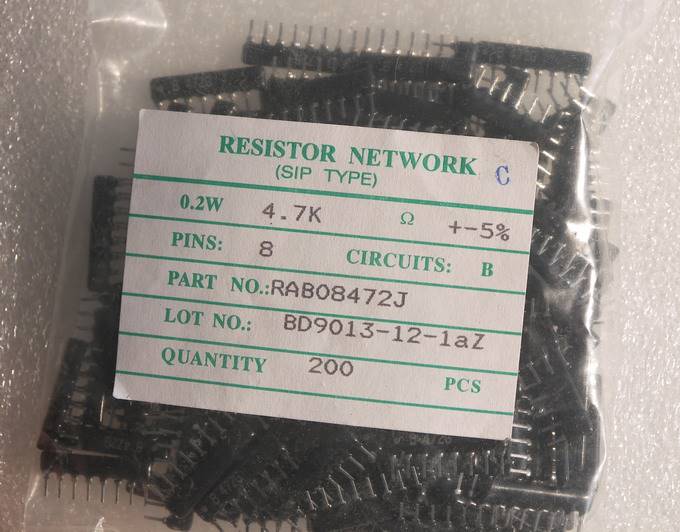 RESISTOR NETWORK C
(SIP TYPE)
0.2W 4.7K Ω +-5%
PINS: 8 CIRCUITS: B
PART NO.:RAB08472J
LOT NO.: BD9013-12-1aZ
QUANTITY 200 PCS